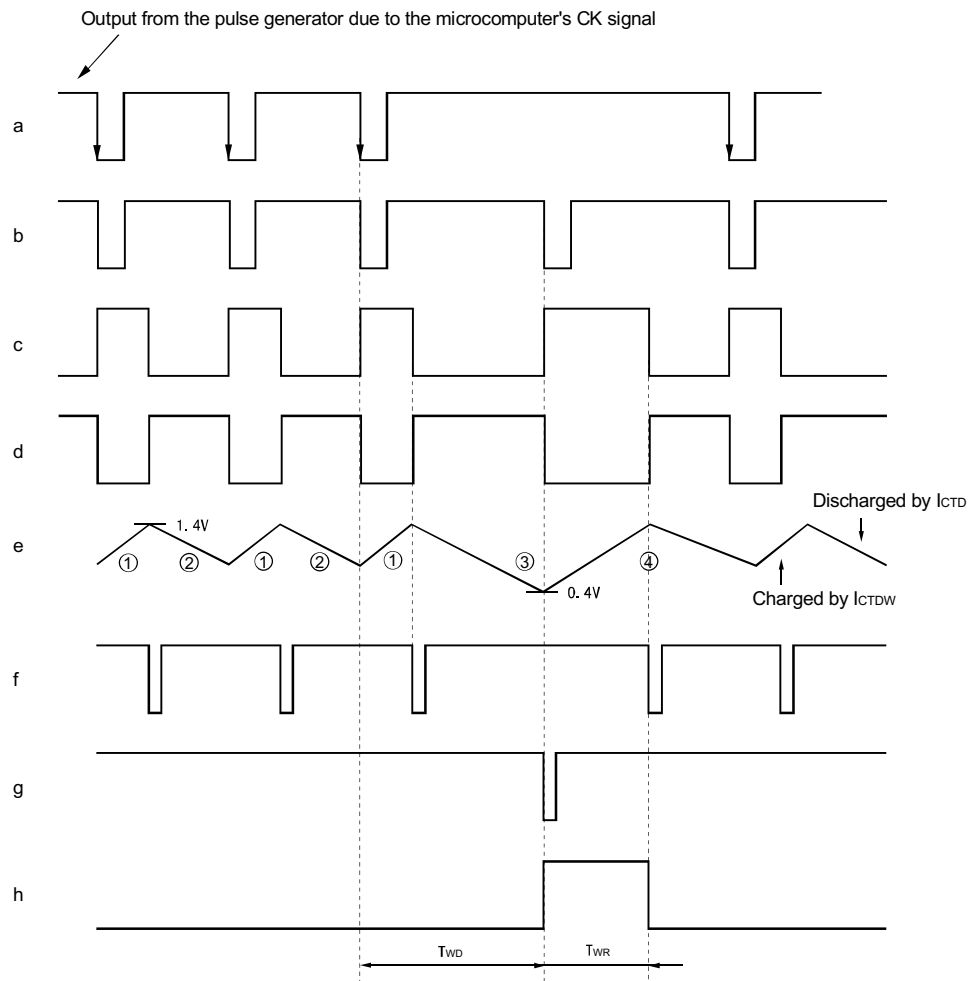 Output from the pulse generator due to the microcomputer's CK signal
a
b
c
d
Discharged by ICTD
e
1.4V
① ② ① ② ① ③ ④
0.4V
Charged by ICTDW
f
g
h
TWD TWR